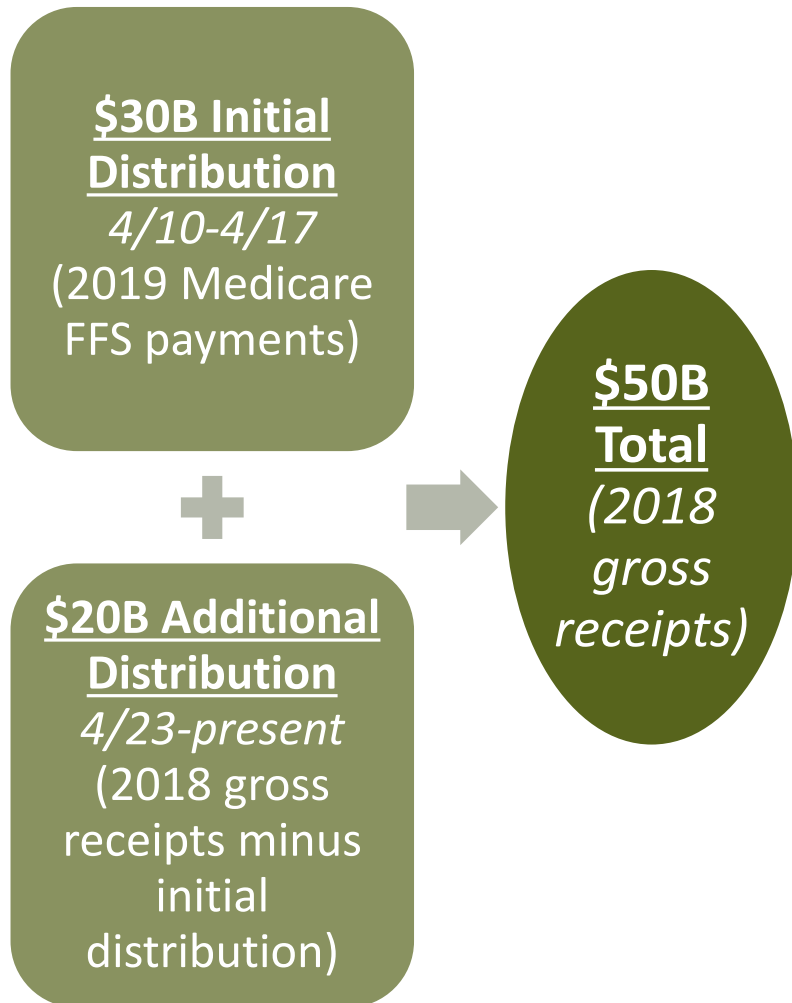 $30B Initial
Distribution
4/10-4/17
(2019 Medicare
FFS payments)
$20B Additional
Distribution
4/23-present
(2018 gross
receipts minus
initial
distribution)
$50B
Total
(2018
gross
receipts)